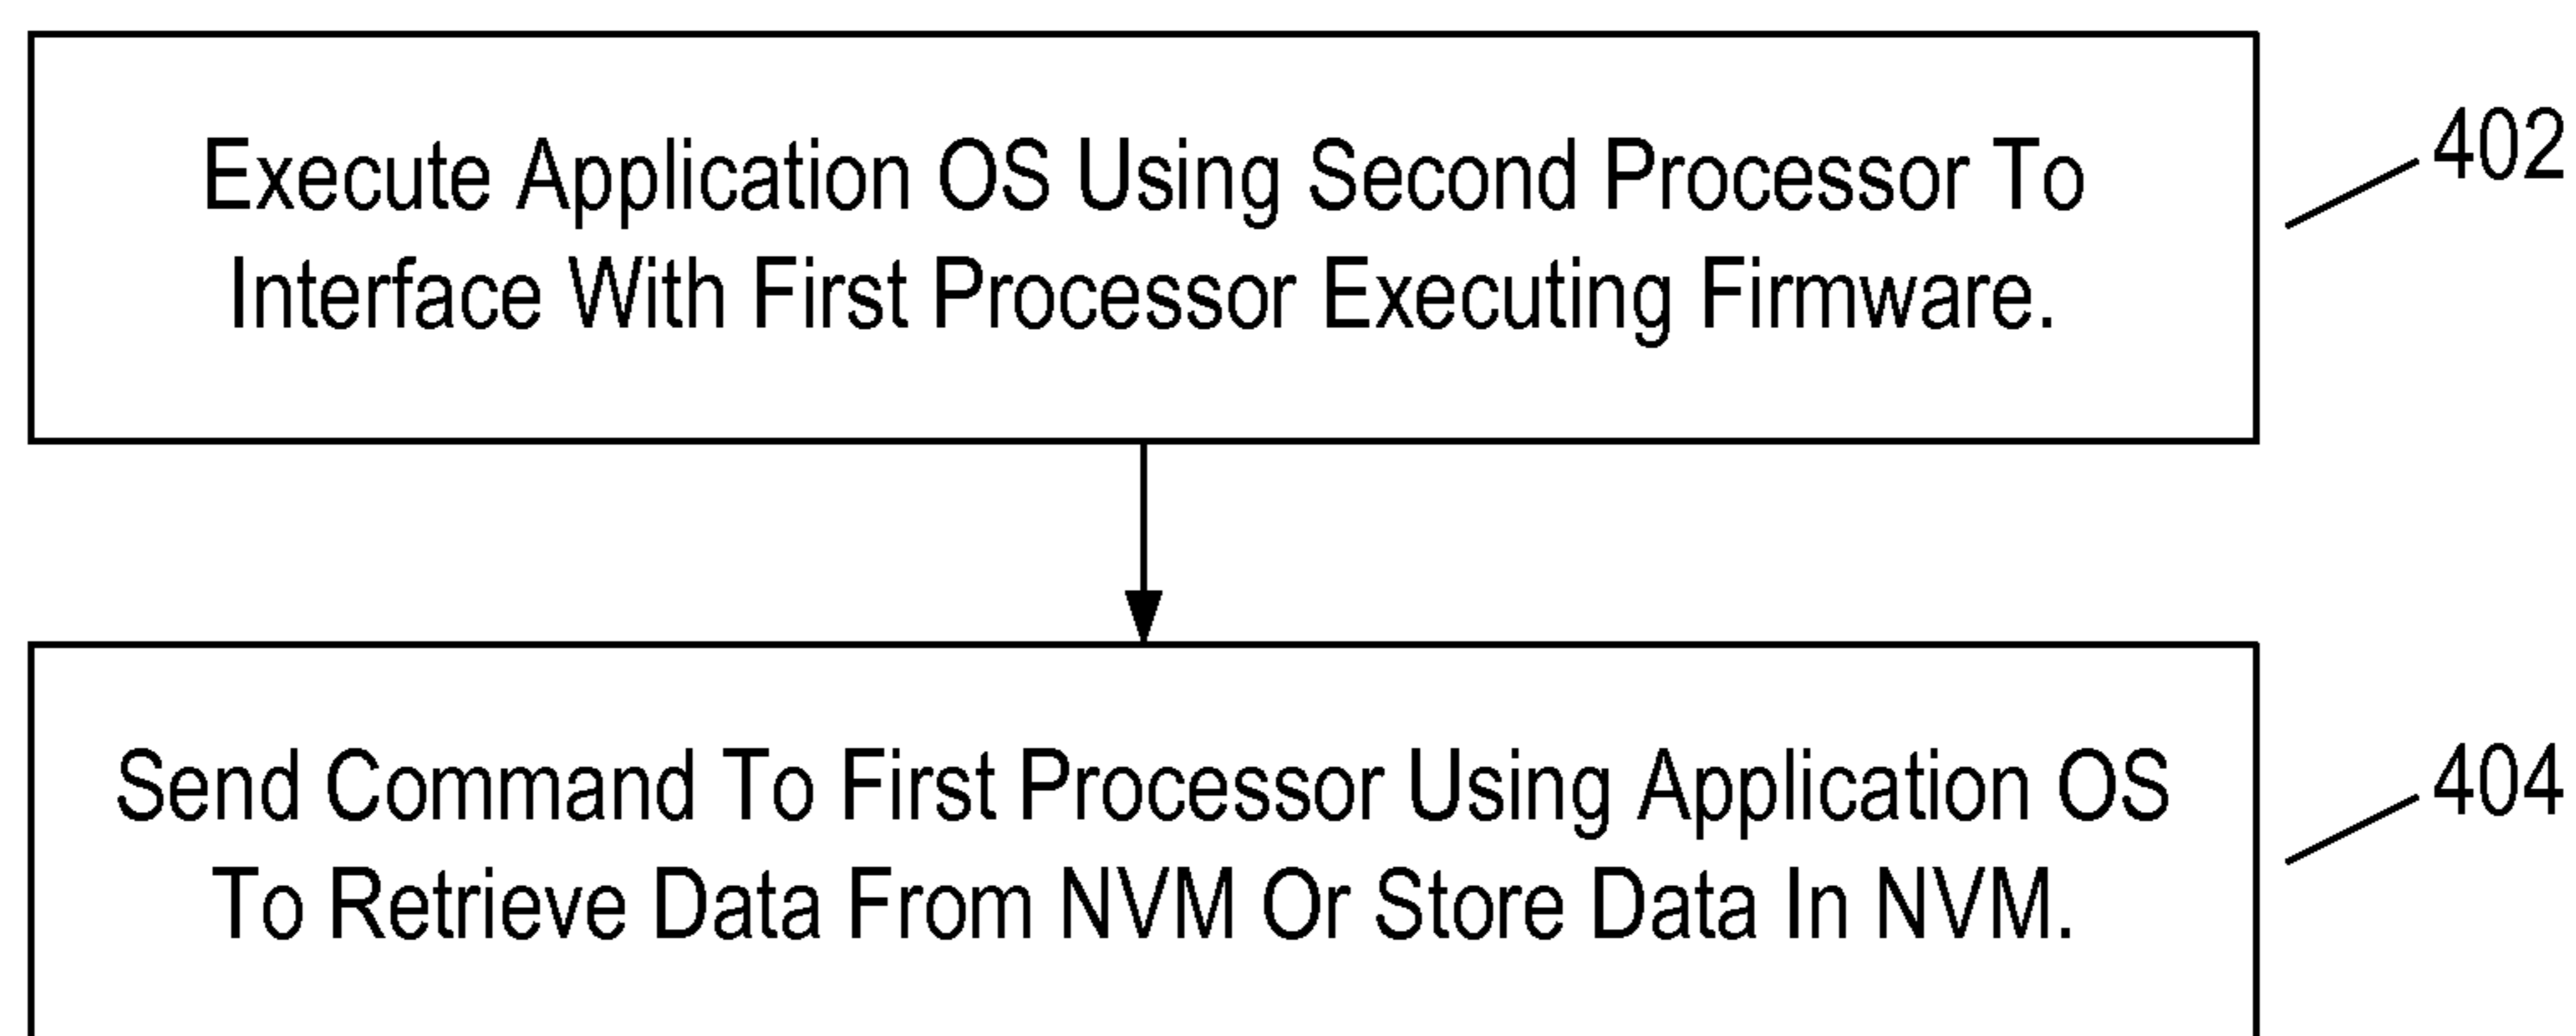 Execute Application OS Using Second Processor To
Interface With First Processor Executing Firmware.
402
Send Command To First Processor Using Application OS
To Retrieve Data From NVM Or Store Data In NVM.
404